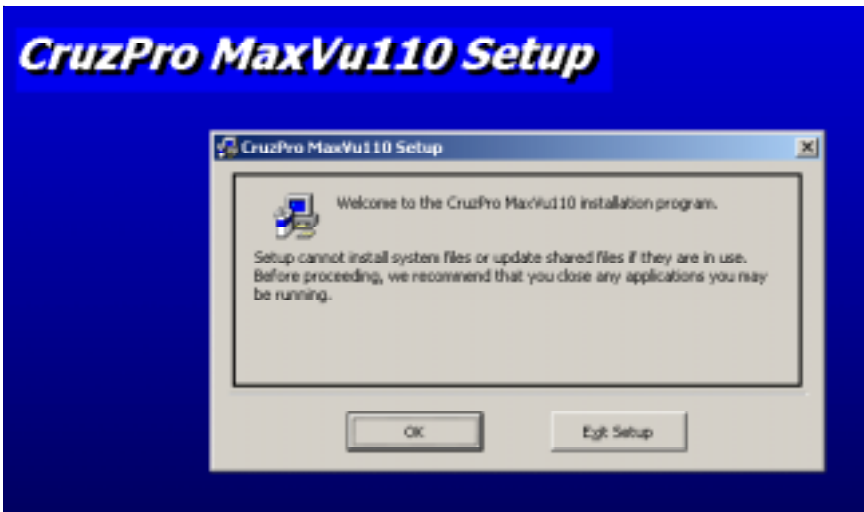 CruzPro MaxVu110 Setup
CruzPro MaxVu110 Setup
Welcome to the CruzPro MaxVu110 installation program.
Setup cannot install system files or update shared files if they are in use.
Before proceeding, we recommend that you close any applications you may
be running.
OK
Exit Setup